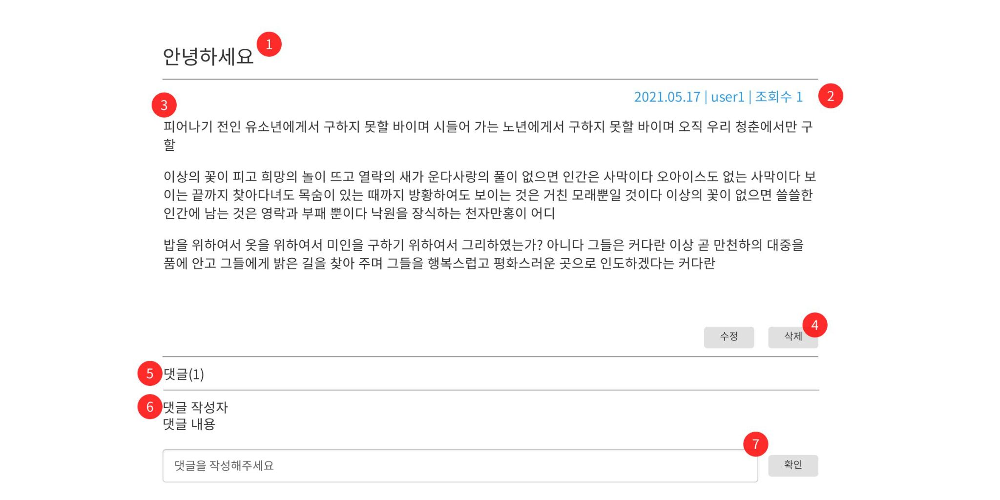 안녕하세요 1
2021.05.17 | user1 | 조회수 1 2
3
피어나기 전인 유소년에게서 구하지 못할 바이며 시들어 가는 노년에게서 구하지 못할 바이며 오직 우리 청춘에서만 구
할
이상의 꽃이 피고 희망의 놀이 뜨고 열락의 새가 운다사랑의 풀이 없으면 인간은 사막이다 오아이스도 없는 사막이다 보
이는 끝까지 찾아다녀도 목숨이 있는 때까지 방황하여도 보이는 것은 거친 모래뿐일 것이다 이상의 꽃이 없으면 쓸쓸한
인간에 남는 것은 영락과 부패 뿐이다 낙원을 장식하는 천자만홍이 어디
밥을 위하여서 옷을 위하여서 미인을 구하기 위하여서 그리하였는가? 아니다 그들은 커다란 이상 곧 만천하의 대중을
품에 안고 그들에게 밝은 길을 찾아 주며 그들을 행복스럽고 평화스러운 곳으로 인도하겠다는 커다란
수정 삭제 4
5 댓글(1)
6 댓글 작성자
댓글 내용
7
댓글을 작성해주세요 확인